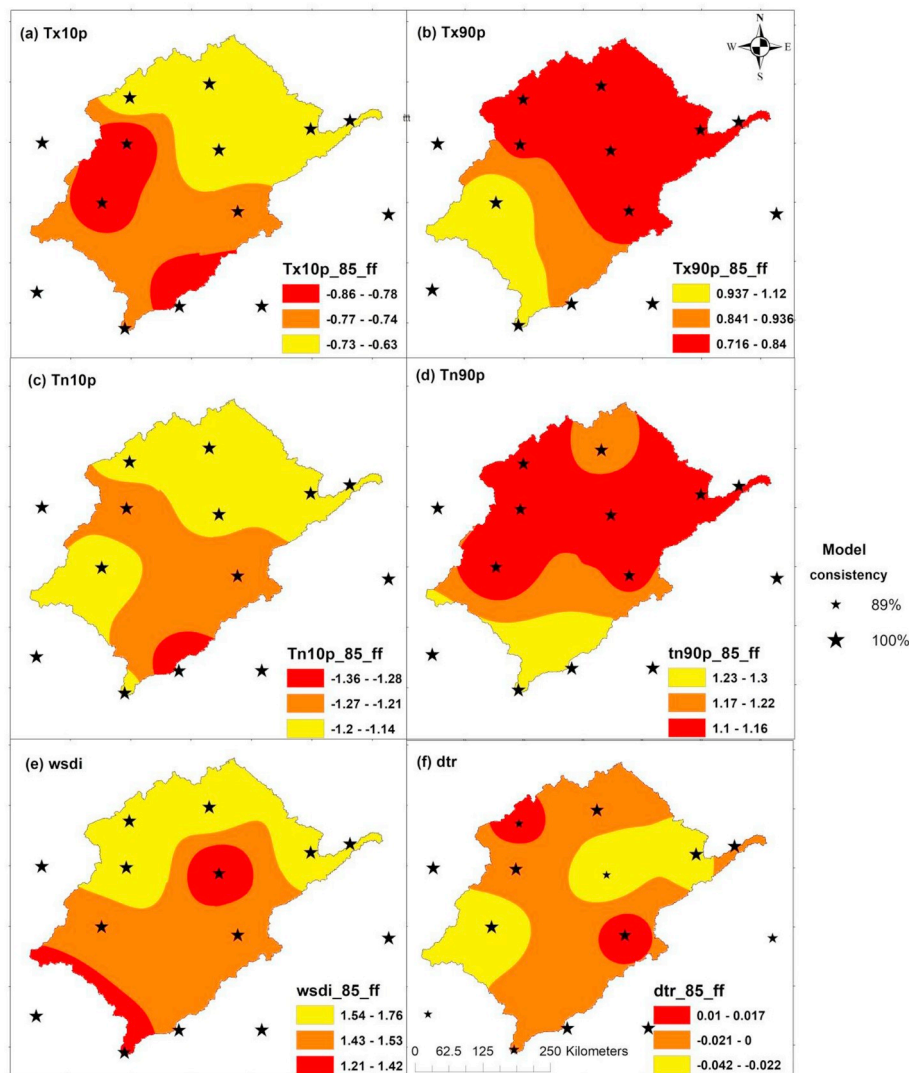 (a) Tx10p
Tx10p_85_ff
-0.86 - -0.78
-0.77 - -0.74
-0.73 - -0.63
(b) Tx90p
N
W E
S
Tx90p_85_ff
0.937 - 1.12
0.841 - 0.936
0.716 - 0.84
(c) Tn10p
Tn10p_85_ff
-1.36 - -1.28
-1.27 - -1.21
-1.2 - -1.14
(d) Tn90p
tn90p_85_ff
1.23 - 1.3
1.17 - 1.22
1.1 - 1.16
Model
consistency
89%
100%
(e) wsdi
wsdi_85_ff
1.54 - 1.76
1.43 - 1.53
1.21 - 1.42
(f) dtr
dtr_85_ff
0.01 - 0.017
-0.021 - 0
-0.042 - -0.022
0 62.5 125 250 Kilometers